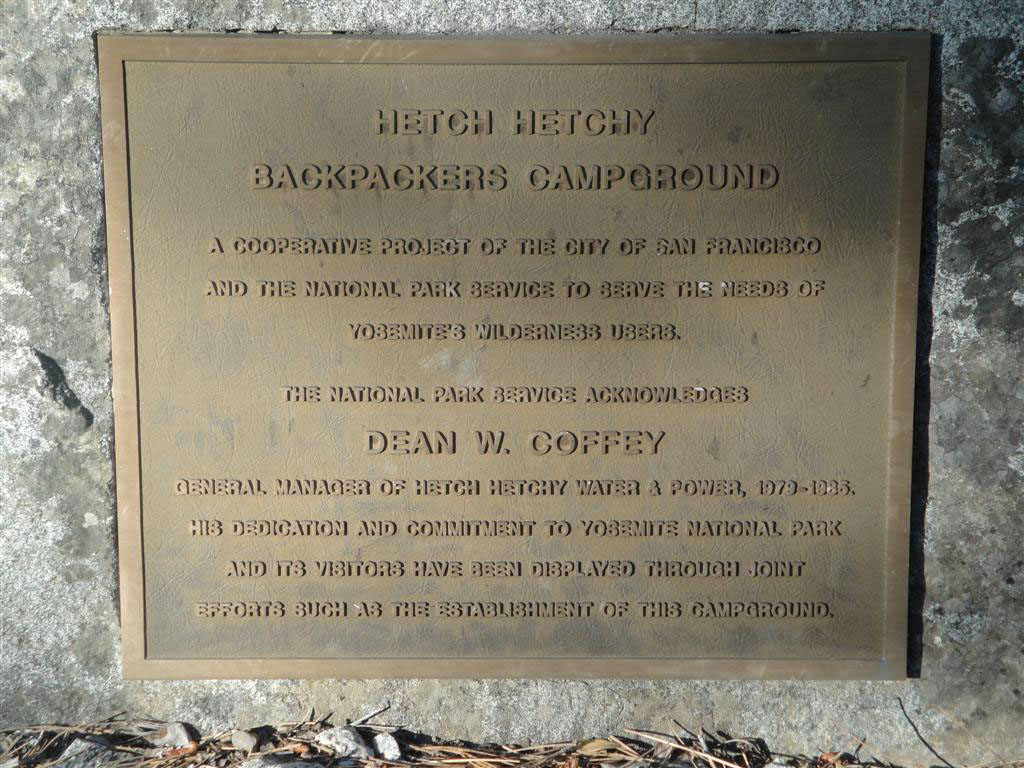 HETCH HETCHY
BACKPACKERS CAMPGROUND
A COOPERATIVE PROJECT OF THE CITY OF SAN FRANCISCO
AND THE NATIONAL PARK SERVICE TO SERVE THE NEEDS OF
YOSEMITE'S WILDERNESS USERS.
THE NATIONAL PARK SERVICE ACKNOWLEDGES
DEAN W. COFFEY
GENERAL MANAGER OF HETCH HETCHY WATER & POWER, 1979-1985.
HIS DEDICATION AND COMMITMENT TO YOSEMITE NATIONAL PARK
AND ITS VISITORS HAVE BEEN DISPLAYED THROUGH JOINT
EFFORTS SUCH AS THE ESTABLISHMENT OF THIS CAMPGROUND.